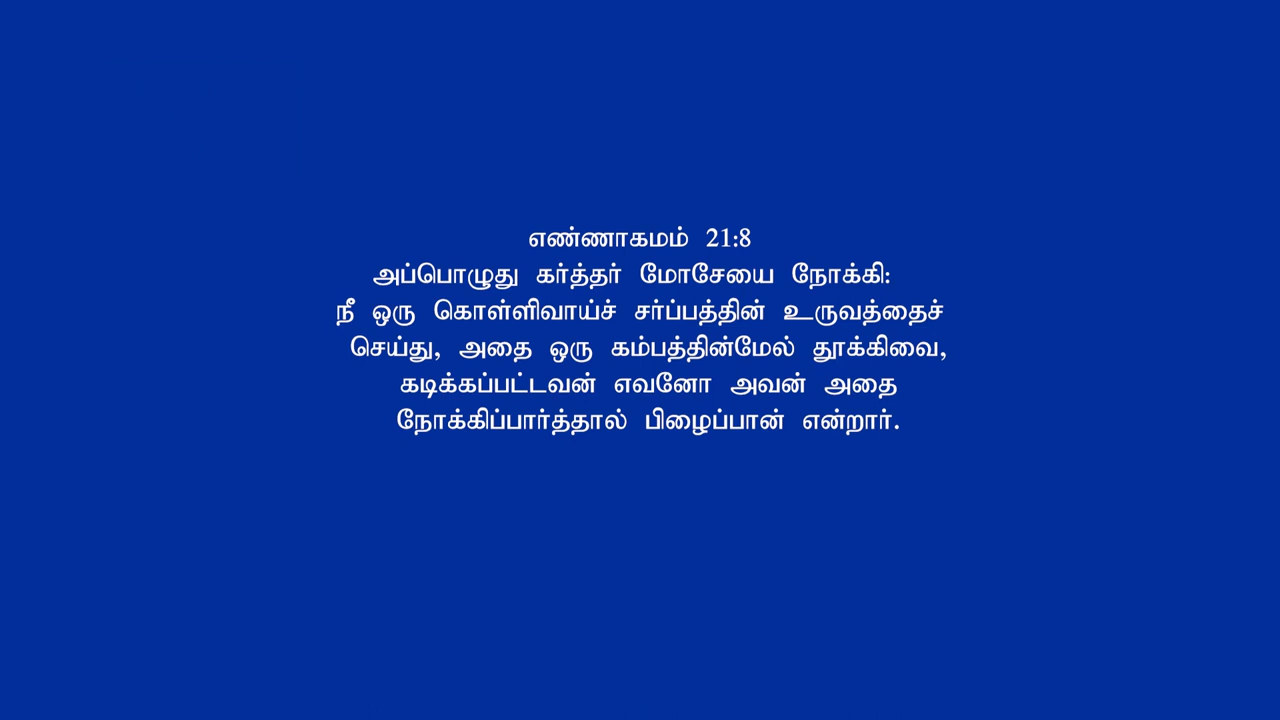 எண்ணாகமம் 21:8
அப்பொழுது கர்த்தர் மோசேயை நோக்கி:
நீ ஒரு கொள்ளிவாய்ச் சர்ப்பத்தின் உருவத்தைச்
செய்து, அதை ஒரு கம்பத்தின்மேல் தூக்கிவை,
கடிக்கப்பட்டவன் எவனோ அவன் அதை
நோக்கிப்பார்த்தால் பிழைப்பான் என்றார்.